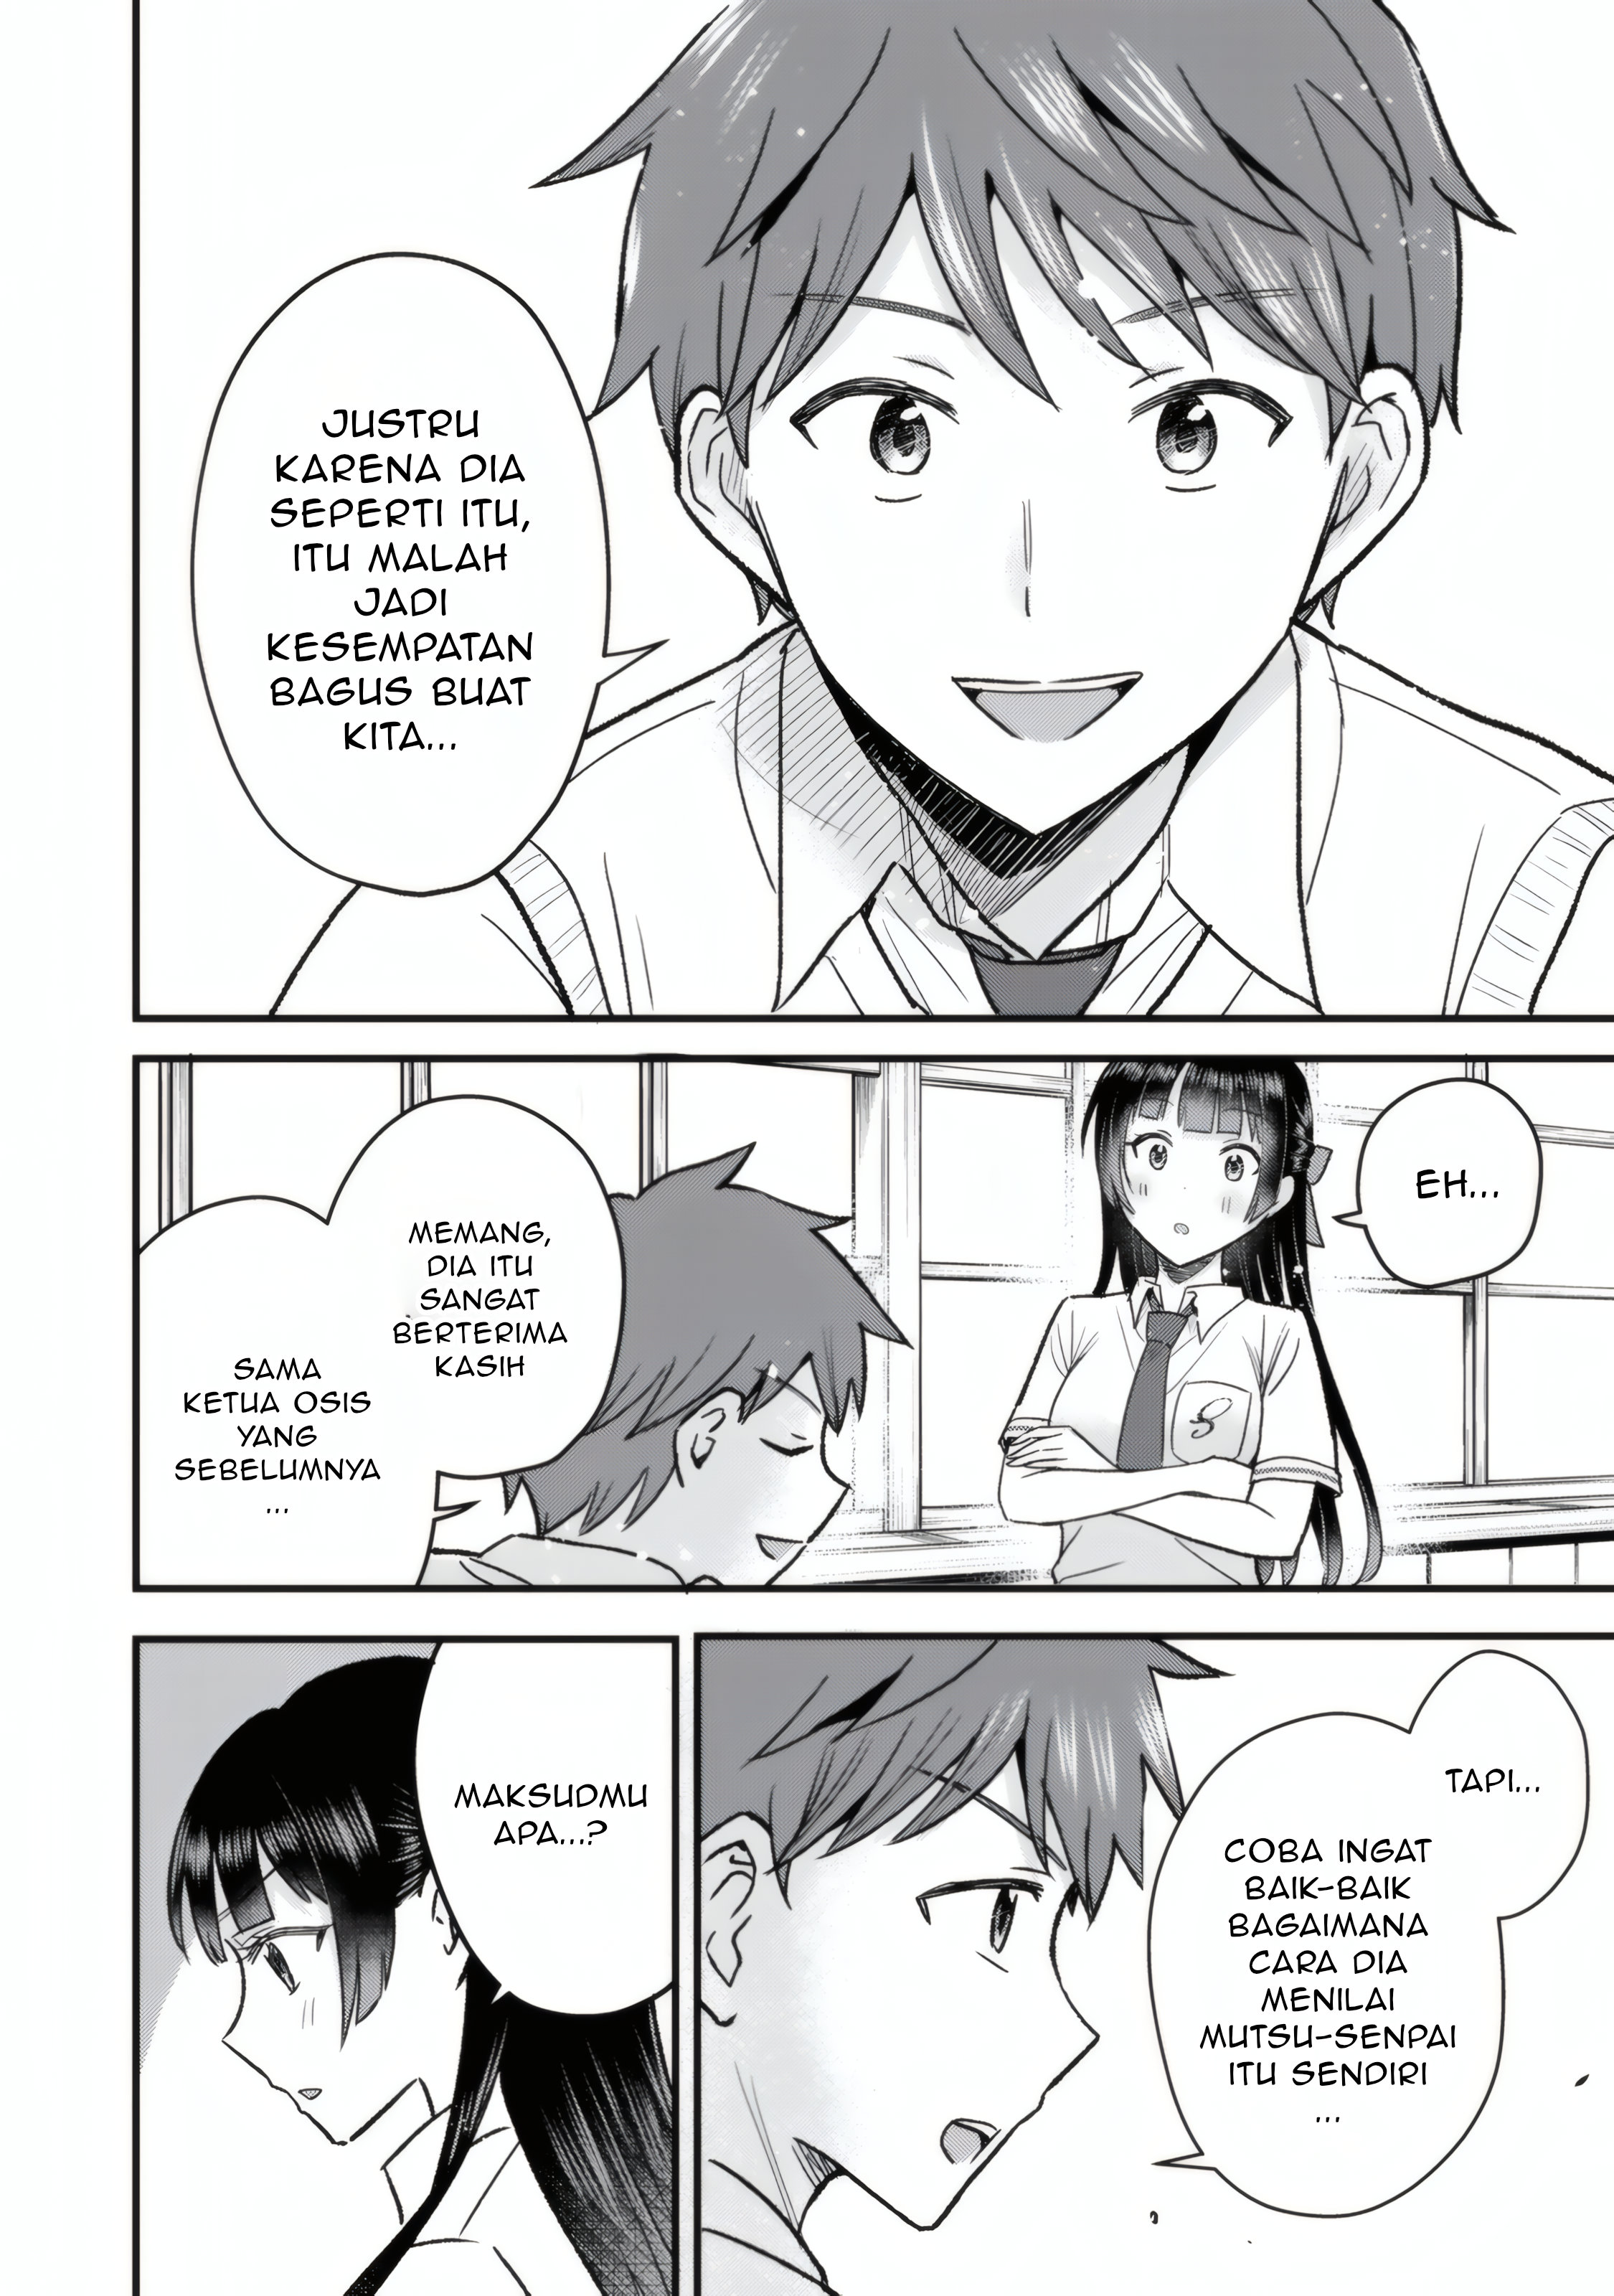 JUSTRU
KARENA DIA
SEPERTI ITU,
ITU MALAH
JADI
KESEMPATAN
BAGUS BUAT
KITA...
EH...
MEMANG,
DIA ITU
SANGAT
BERTERIMA
KASIH
SAMA
KETUA OSIS
YANG
SEBELUMNYA
...
TAPI...
COBA INGAT
BAIK-BAIK
BAGAIMANA
CARA DIA
MENILAI
MUTSU-SENPAI
ITU SENDIRI
...
MAKSUDMU
APA...?